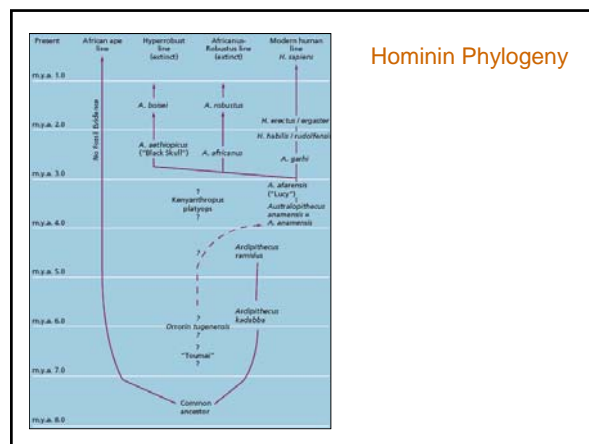 Hominin Phylogeny
Present
African ape line
Hyperrobust line (extinct)
Africanus-Robustus line (extinct)
Modern human line H. sapiens
m.y.a. 1.0
A. boisei
A. robustus
No Fossil Evidence
H. erectus / ergaster
m.y.a. 2.0
H. habilis / rudolfensis
A. aethiopicus ("Black Skull")
A. africanus
A. garhi
m.y.a. 3.0
?
Kenyanthropus platyops
?
A. afarensis ("Lucy")
Australopithecus anamensis =
A. anamensis
m.y.a. 4.0
?
Ardipithecus ramidus
m.y.a. 5.0
Ardipithecus kadabba
m.y.a. 6.0
?
Orrorin tugenensis
?
?
"Toumai"
?
m.y.a. 7.0
Common ancestor
m.y.a. 8.0